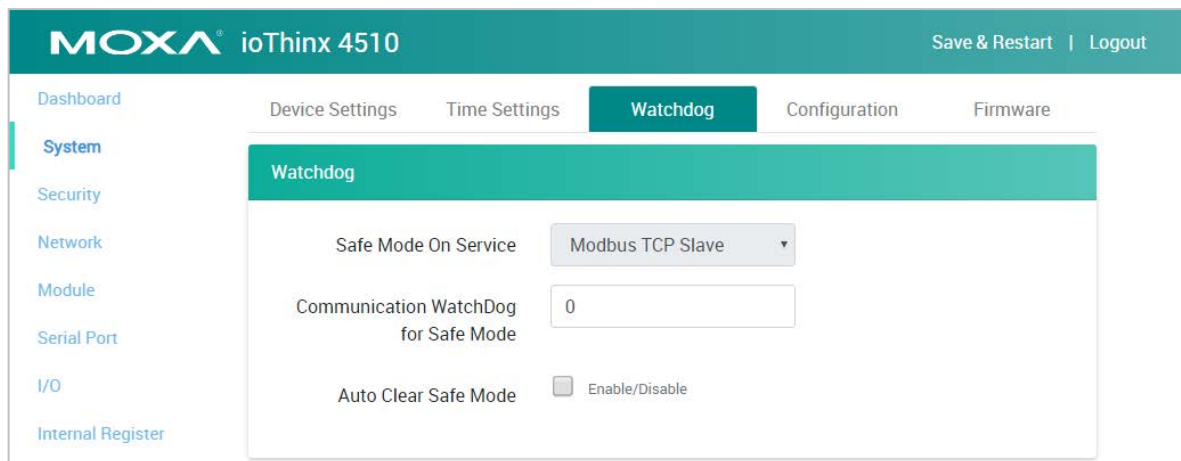 MOXA® ioThinx 4510
Save & Restart | Logout
Dashboard
System
Security
Network
Module
Serial Port
I/O
Internal Register
Device Settings Time Settings Watchdog Configuration Firmware
Watchdog
Safe Mode On Service Modbus TCP Slave
Communication WatchDog
for Safe Mode
0
Auto Clear Safe Mode Enable/Disable